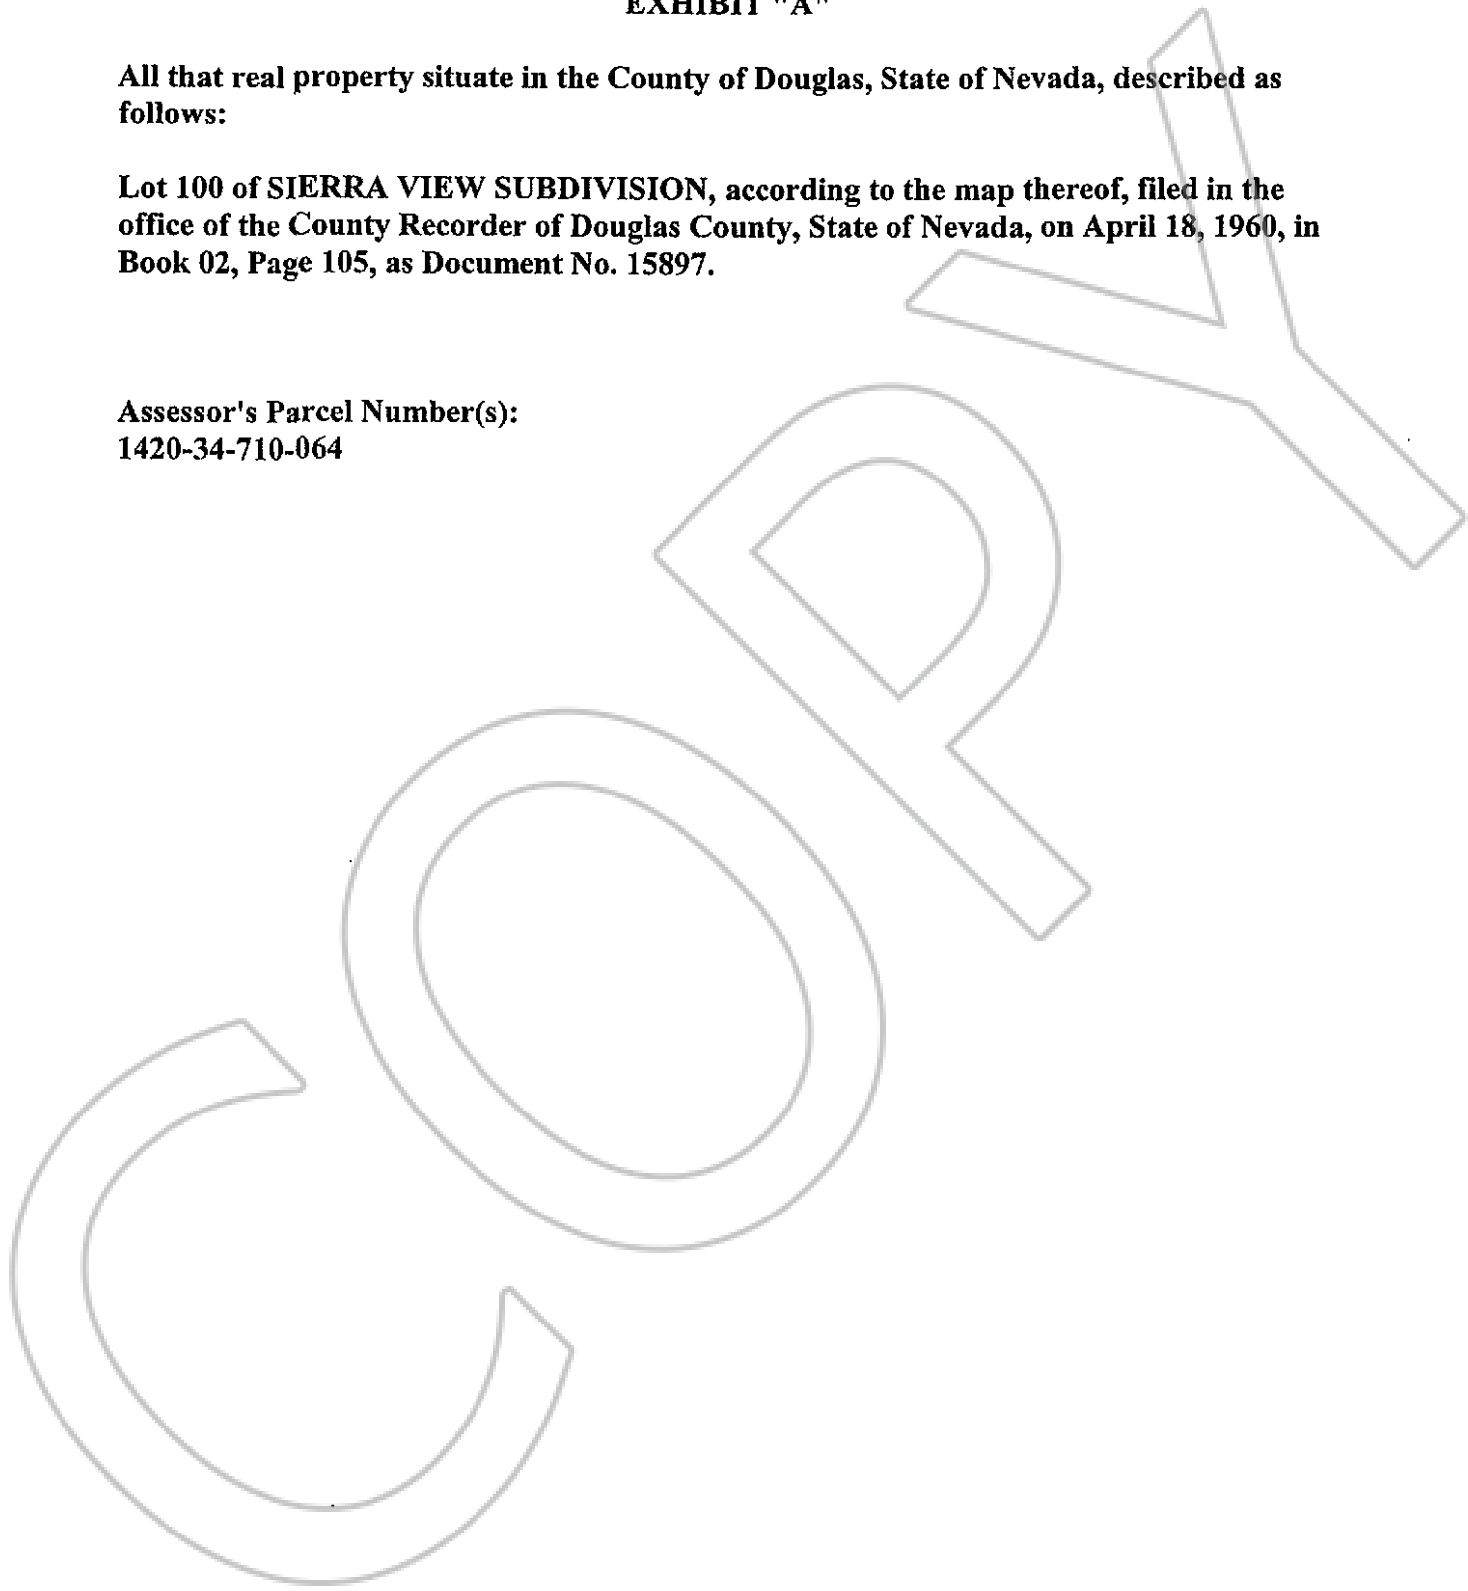 EXHIBIT "A"
All that real property situate in the County of Douglas, State of Nevada, described as
follows:
Lot 100 of SIERRA VIEW SUBDIVISION, according to the map thereof, filed in the
office of the County Recorder of Douglas County, State of Nevada, on April 18, 1960, in
Book 02, Page 105, as Document No. 15897.
Assessor's Parcel Number(s):
1420-34-710-064
COPY